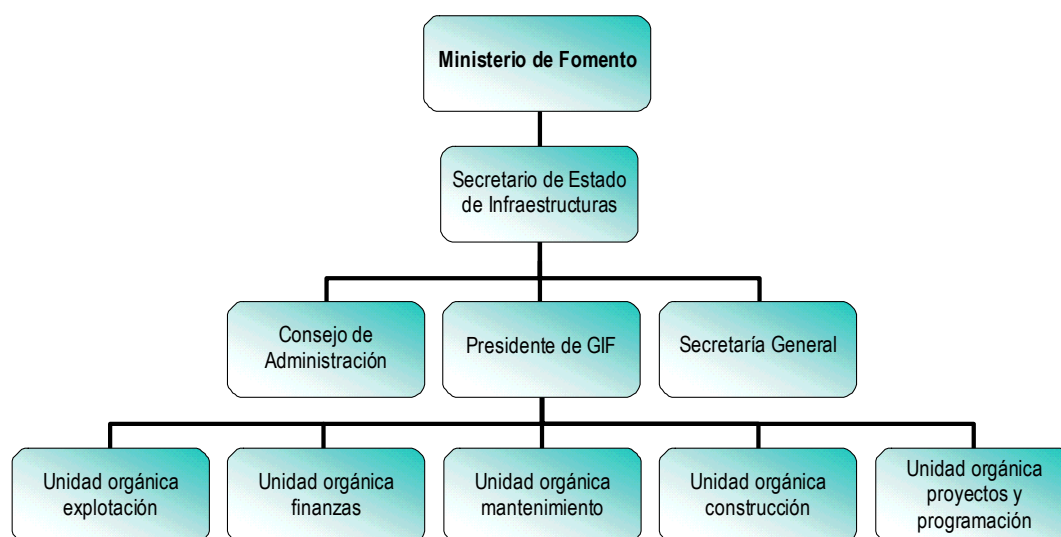 Ministerio de Fomento
Secretario de Estado
de Infraestructuras
Consejo de
Administración
Presidente de GIF
Secretaría General
Unidad orgánica
explotación
Unidad orgánica
finanzas
Unidad orgánica
mantenimiento
Unidad orgánica
construcción
Unidad orgánica
proyectos y
programación